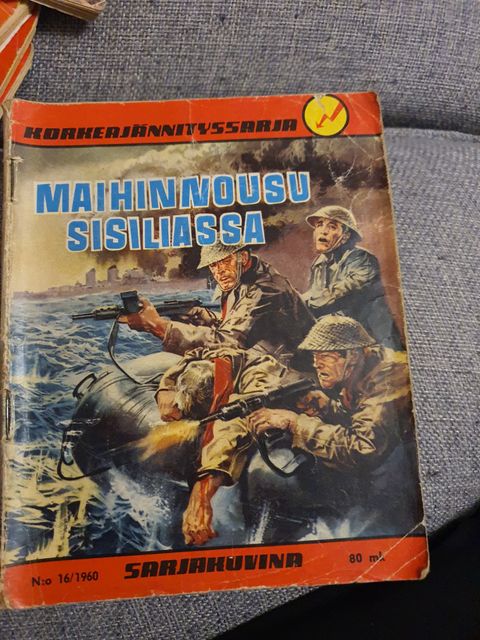 KORKEAJÄNNITYSSARJA
MAIHINNOUSU
SISILIASSA
N:o 16/1960
SARJAKUVINA
80 mk